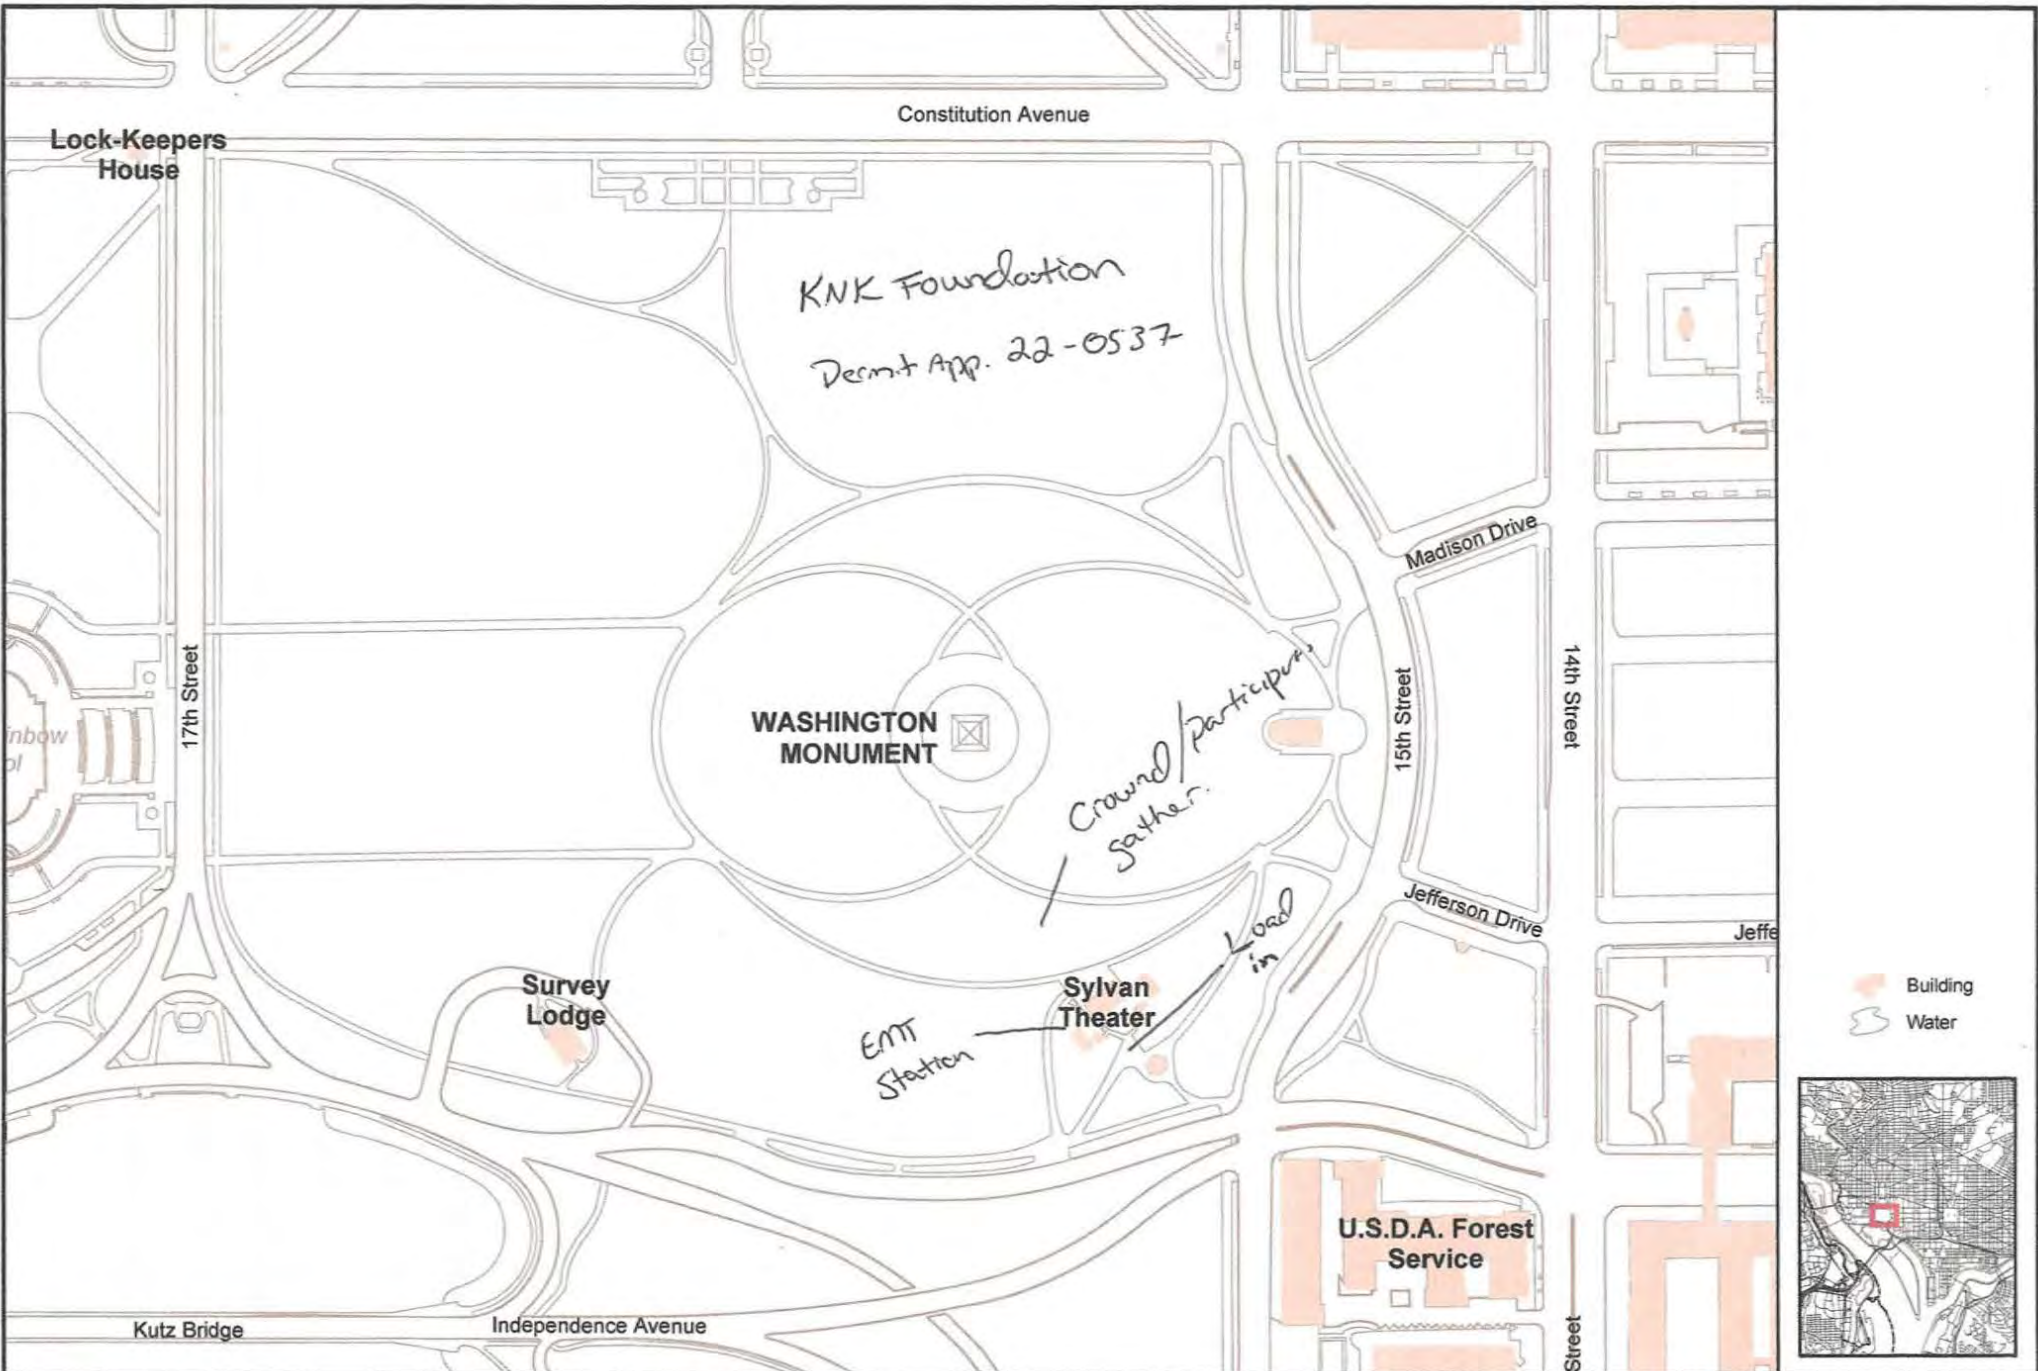 Constitution Avenue
Lock-Keepers
House
KNK Foundation
Permit App. 22-0537
Madison Drive
17th Street
WASHINGTON
MONUMENT
Crowd/
gather.
15th Street
14th Street
Jefferson Drive
Jeffe
Load
in
Survey
Lodge
Sylvan
Theater
EMT
Station
Building
Water
U.S.D.A. Forest
Service
Kutz Bridge
Independence Avenue
Street
inbow
ol